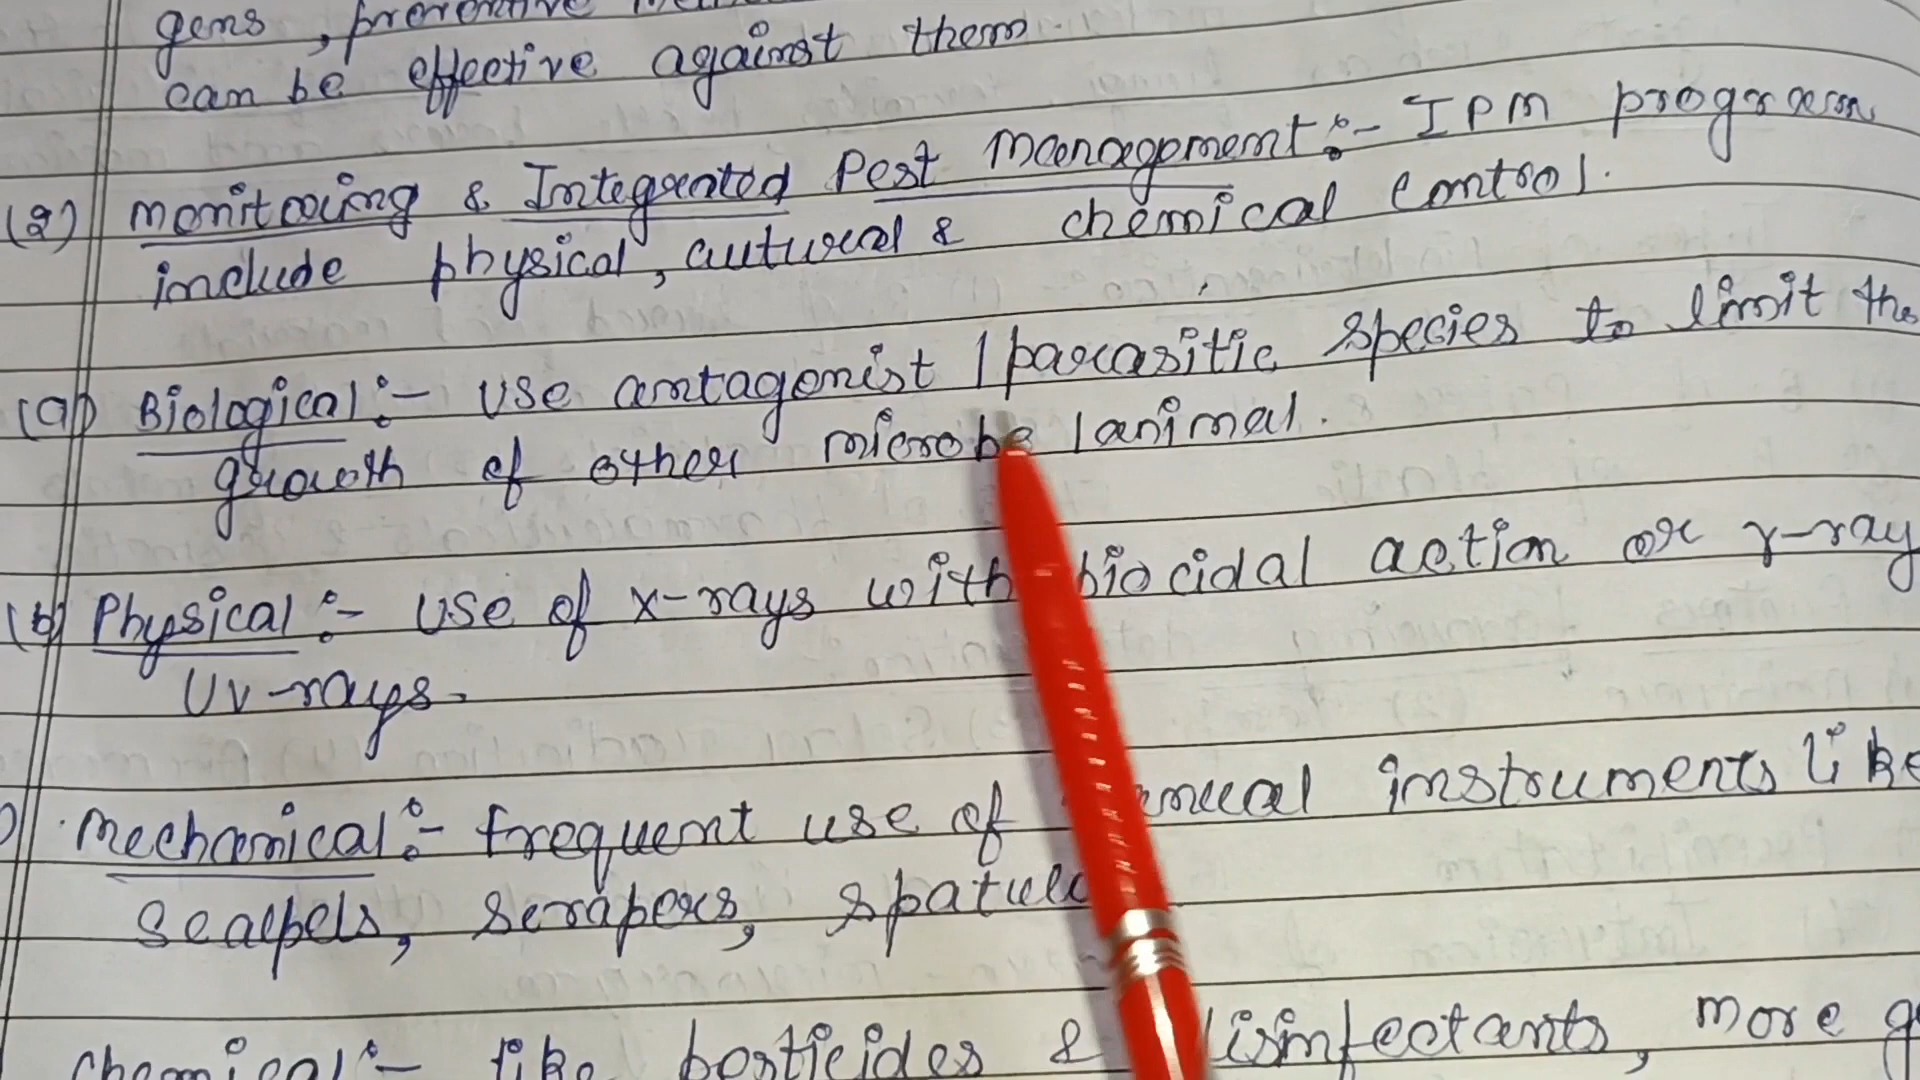 gens, preventive
can be effective against them.
(2) Monitoring & Integrated Pest Management:- IPM program
include physical, cutural & chemical control.
(a) Biological:- use antagonist / parasitic species to limit the
growth of other microbe / animal.
(b) Physical:- use of x-rays with biocidal action or γ-ray
UV-rays.
Mechanical:- frequent use of instruments like
Scalpels, scrapers,
Chemical:- like pesticides & disinfectants, more